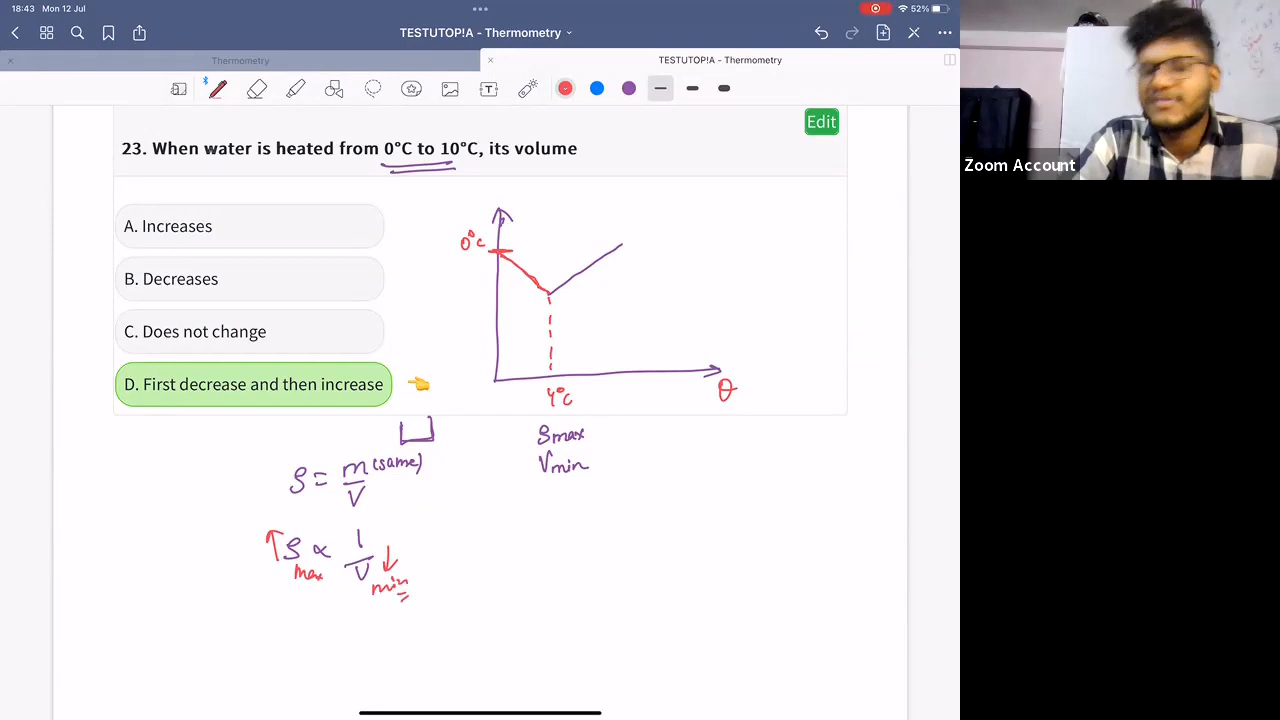 18:43 Mon 12 Jul
52%
TESTUTOP!A - Thermometry
Thermometry
TESTUTOP!A - Thermometry
Edit
23. When water is heated from 0°C to 10°C, its volume
A. Increases
B. Decreases
C. Does not change
D. First decrease and then increase
0°C
4°C
θ
ρmax
Vmin
ρ = m(same)/V
ρ ∝ 1/V
max
min
Zoom Account